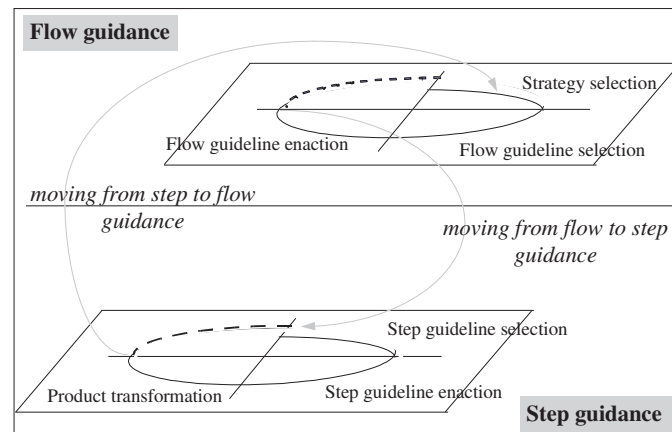 Flow guidance
Strategy selection
Flow guideline enaction
Flow guideline selection
moving from step to flow
guidance
moving from flow to step
guidance
Step guideline selection
Product transformation
Step guideline enaction
Step guidance